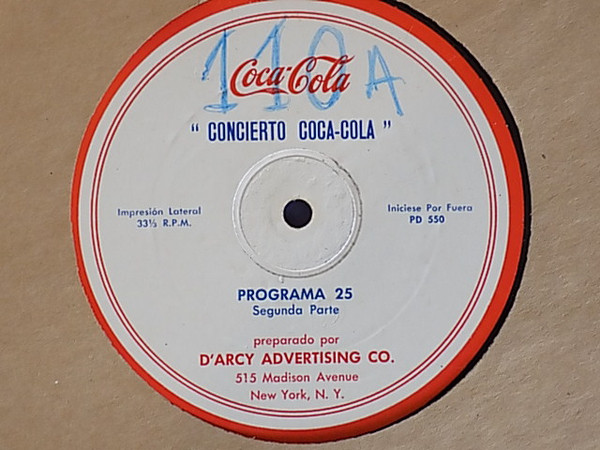 110A
Coca-Cola
" CONCIERTO COCA-COLA "
Impresión Lateral
33⅓ R.P.M.
Iniciese Por Fuera
PD 550
PROGRAMA 25
Segunda Parte
preparado por
D'ARCY ADVERTISING CO.
515 Madison Avenue
New York, N. Y.